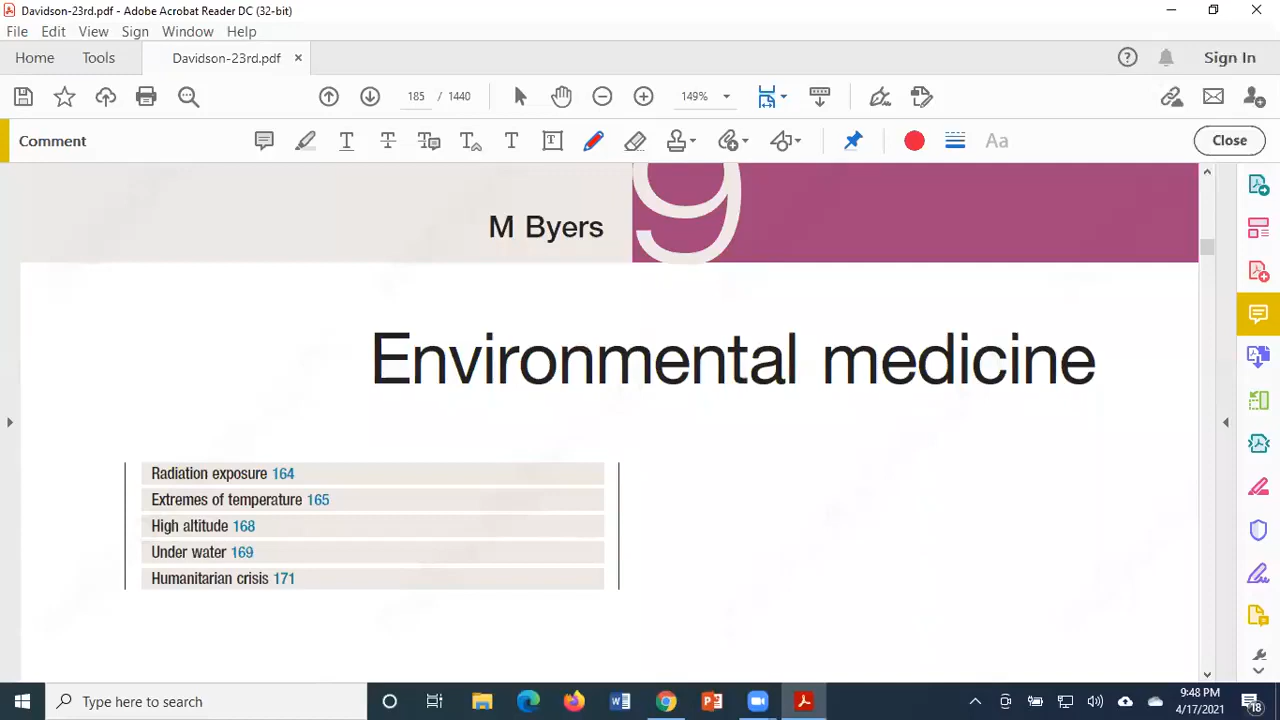 Davidson-23rd.pdf - Adobe Acrobat Reader DC (32-bit)
File Edit View Sign Window Help
Home Tools Davidson-23rd.pdf × Sign In
185 / 1440 149%
Comment Aa Close
M Byers 9
Environmental medicine
Radiation exposure 164
Extremes of temperature 165
High altitude 168
Under water 169
Humanitarian crisis 171
Type here to search
9:48 PM
4/17/2021
18